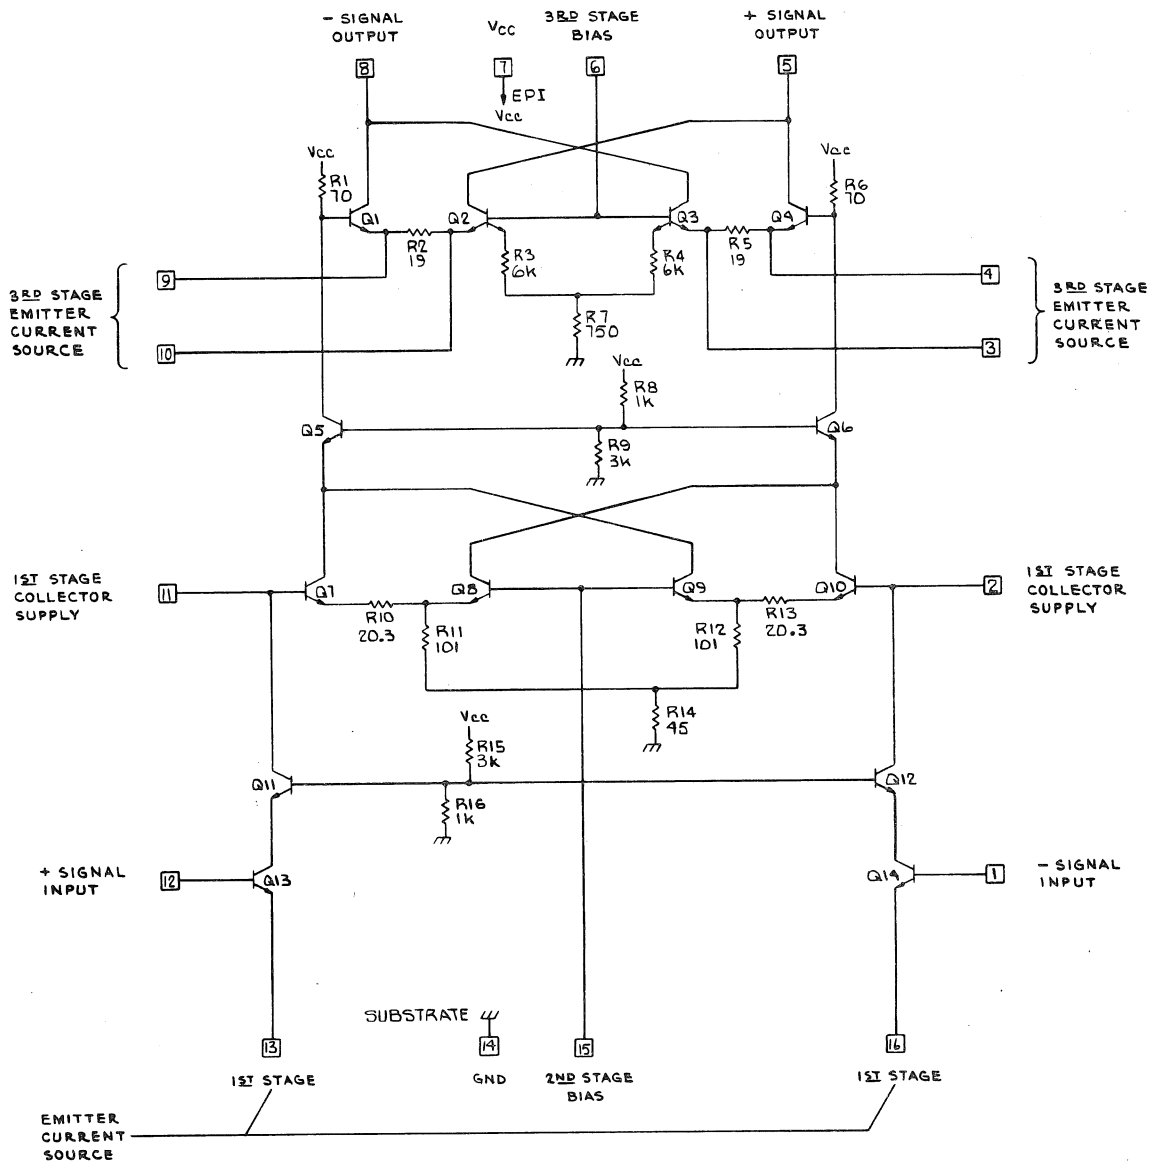 - SIGNAL
OUTPUT
VCC
3RD STAGE
BIAS
+ SIGNAL
OUTPUT
8
7
6
5
EPI
VCC
VCC
R1
70
VCC
R6
70
Q1
Q2
Q3
Q4
R2
19
R3
6K
R4
6K
R5
19
9
4
3RD STAGE
EMITTER
CURRENT
SOURCE
3RD STAGE
EMITTER
CURRENT
SOURCE
R7
750
10
3
VCC
R8
1K
Q5
Q6
R9
3K
1ST STAGE
COLLECTOR
SUPPLY
11
Q7
Q8
Q9
Q10
2
1ST STAGE
COLLECTOR
SUPPLY
R10
20.3
R11
101
R12
101
R13
20.3
R14
45
VCC
R15
3K
Q11
Q12
R16
1K
+ SIGNAL
INPUT
12
Q13
Q14
1
- SIGNAL
INPUT
SUBSTRATE
13
14
15
16
1ST STAGE
GND
2ND STAGE
BIAS
1ST STAGE
EMITTER
CURRENT
SOURCE